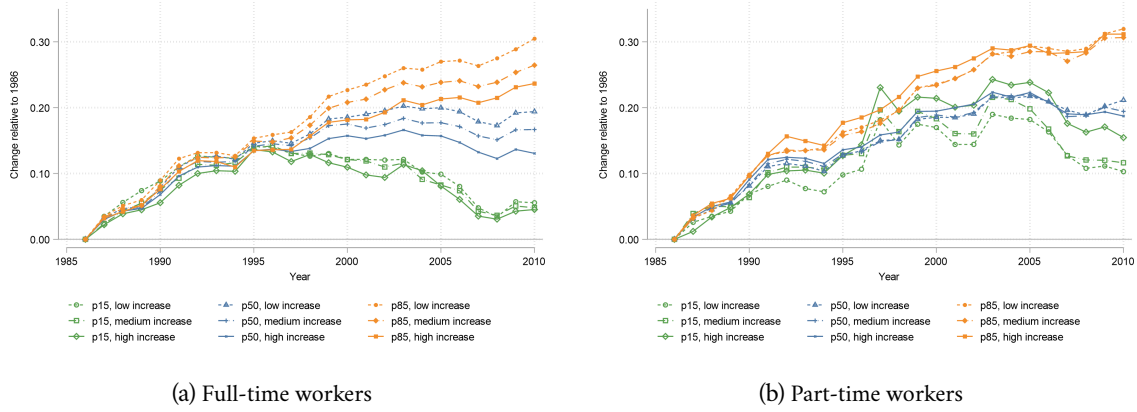 Change relative to 1986
0.30
0.20
0.10
0.00
1985 1990 1995 2000 2005 2010
Year
p15, low increase p50, low increase p85, low increase
p15, medium increase p50, medium increase p85, medium increase
p15, high increase p50, high increase p85, high increase
(a) Full-time workers
Change relative to 1986
0.30
0.20
0.10
0.00
1985 1990 1995 2000 2005 2010
Year
p15, low increase p50, low increase p85, low increase
p15, medium increase p50, medium increase p85, medium increase
p15, high increase p50, high increase p85, high increase
(b) Part-time workers